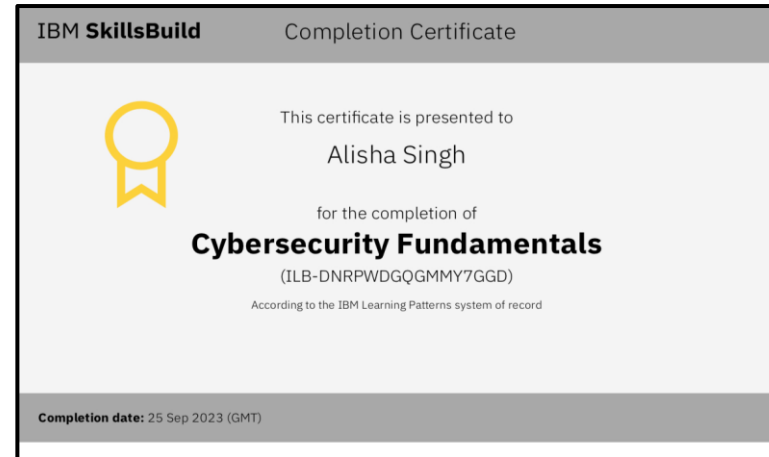 IBM SkillsBuild
Completion Certificate
This certificate is presented to
Alisha Singh
for the completion of
Cybersecurity Fundamentals
(ILB-DNRPWDGQGMMY7GGD)
According to the IBM Learning Patterns system of record
Completion date: 25 Sep 2023 (GMT)